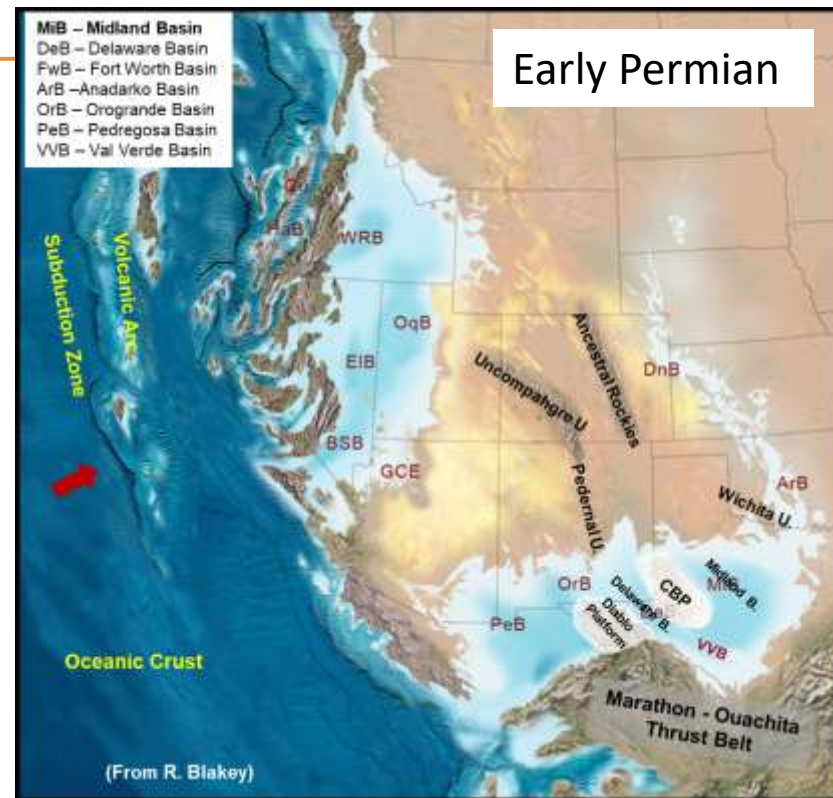 MiB – Midland Basin
DeB – Delaware Basin
FwB – Fort Worth Basin
ArB –Anadarko Basin
OrB – Orogrande Basin
PeB – Pedregosa Basin
VVB – Val Verde Basin
Early Permian
HaB
WRB
Subduction Zone
Volcanic Arc
OqB
ElB
Ancestral Rockies
DnB
Uncompahgre U
BSB
GCE
Pedernal U.
ArB
Wichita U.
OrB
CBP
Midland B.
Delaware B.
Diablo
Platform
PeB
VVB
Oceanic Crust
Marathon - Ouachita
Thrust Belt
(From R. Blakey)